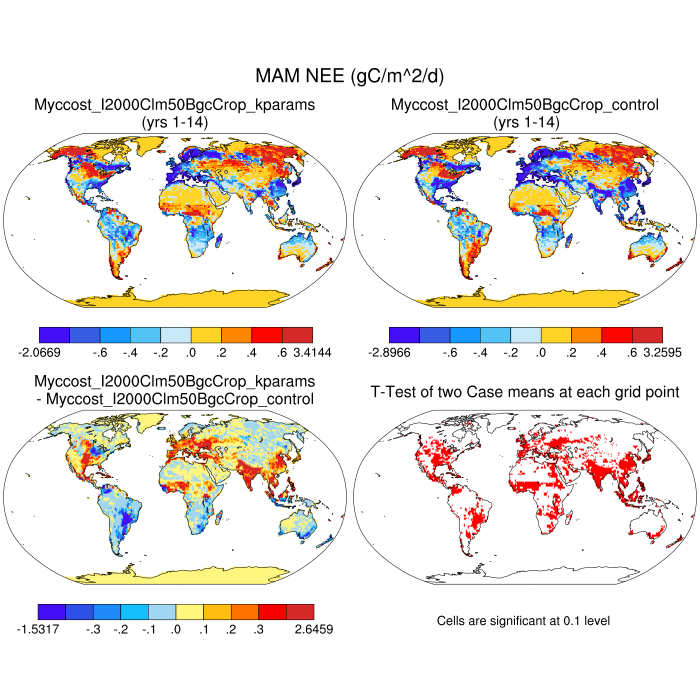 MAM NEE (gC/m^2/d)
Myccost_I2000Clm50BgcCrop_kparams
(yrs 1-14)
Myccost_I2000Clm50BgcCrop_control
(yrs 1-14)
-2.0669 -.6 -.4 -.2 .0 .2 .4 .6 3.4144
-2.8966 -.6 -.4 -.2 .0 .2 .4 .6 3.2595
Myccost_I2000Clm50BgcCrop_kparams
- Myccost_I2000Clm50BgcCrop_control
T-Test of two Case means at each grid point
-1.5317 -.3 -.2 -.1 .0 .1 .2 .3 2.6459
Cells are significant at 0.1 level